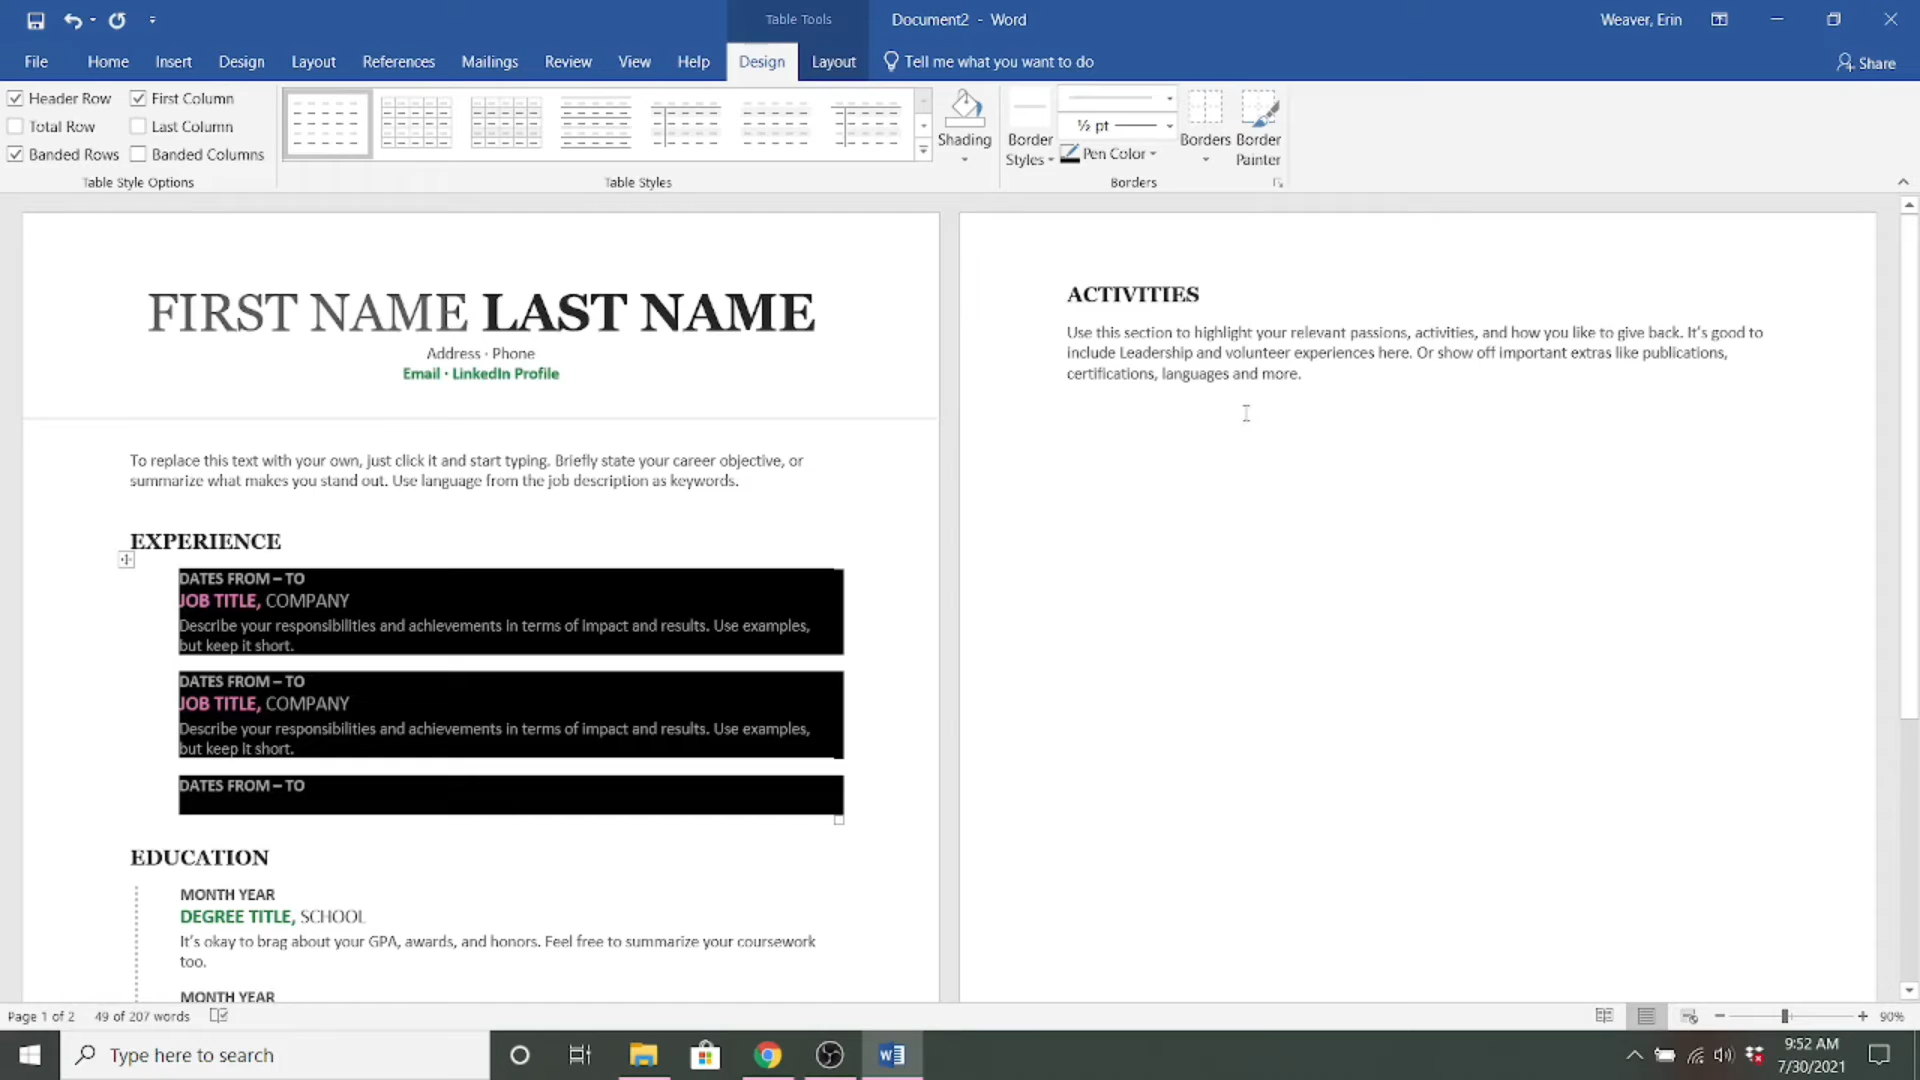 Table Tools
Document2 - Word
Weaver, Erin
File Home Insert Design Layout References Mailings Review View Help Design Layout Tell me what you want to do
Share
Header Row First Column
Total Row Last Column
Banded Rows Banded Columns
Table Style Options
Table Styles
Shading
Border Styles
½ pt
Pen Color
Borders
Border Painter
Borders
FIRST NAME LAST NAME
Address · Phone
Email · LinkedIn Profile
To replace this text with your own, just click it and start typing. Briefly state your career objective, or
summarize what makes you stand out. Use language from the job description as keywords.
EXPERIENCE
DATES FROM – TO
JOB TITLE, COMPANY
Describe your responsibilities and achievements in terms of impact and results. Use examples,
but keep it short.
DATES FROM – TO
JOB TITLE, COMPANY
Describe your responsibilities and achievements in terms of impact and results. Use examples,
but keep it short.
DATES FROM – TO
EDUCATION
MONTH YEAR
DEGREE TITLE, SCHOOL
It's okay to brag about your GPA, awards, and honors. Feel free to summarize your coursework
too.
MONTH YEAR
ACTIVITIES
Use this section to highlight your relevant passions, activities, and how you like to give back. It's good to
include Leadership and volunteer experiences here. Or show off important extras like publications,
certifications, languages and more.
Page 1 of 2 49 of 207 words
90%
Type here to search
9:52 AM
7/30/2021